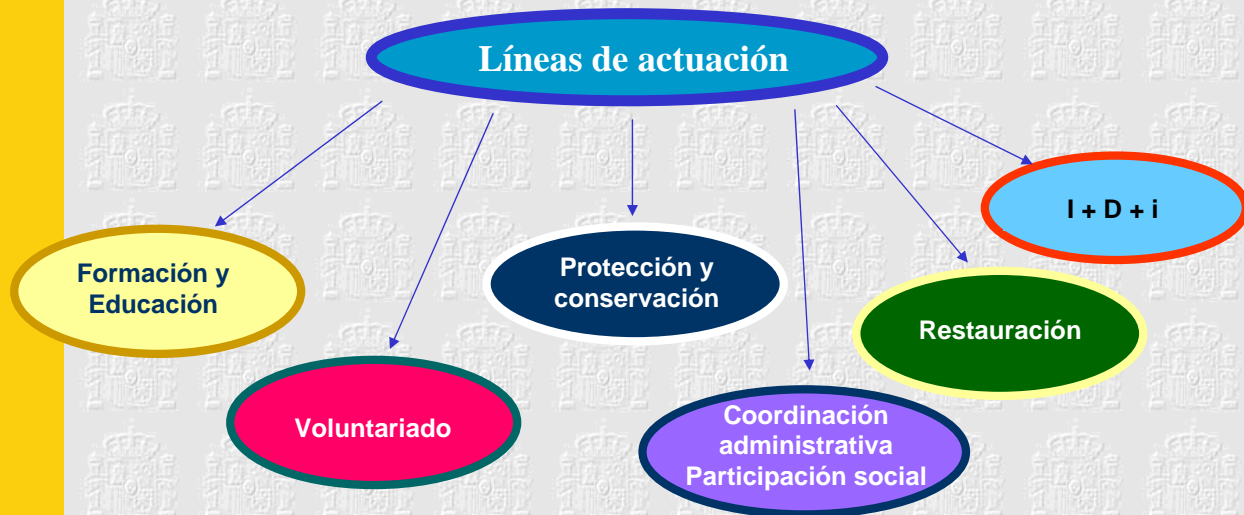 Líneas de actuación
I + D + i
Formación y
Educación
Protección y
conservación
Restauración
Voluntariado
Coordinación
administrativa
Participación social